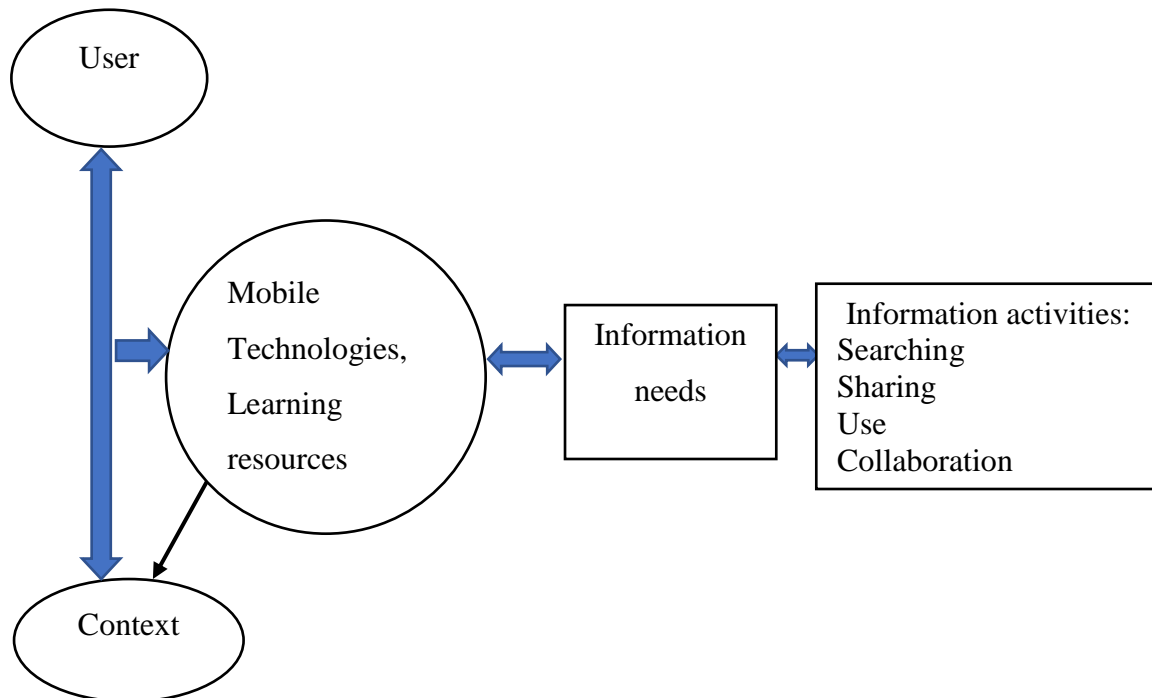 User
Mobile
Technologies,
Learning
resources
Information
needs
Information activities:
Searching
Sharing
Use
Collaboration
Context